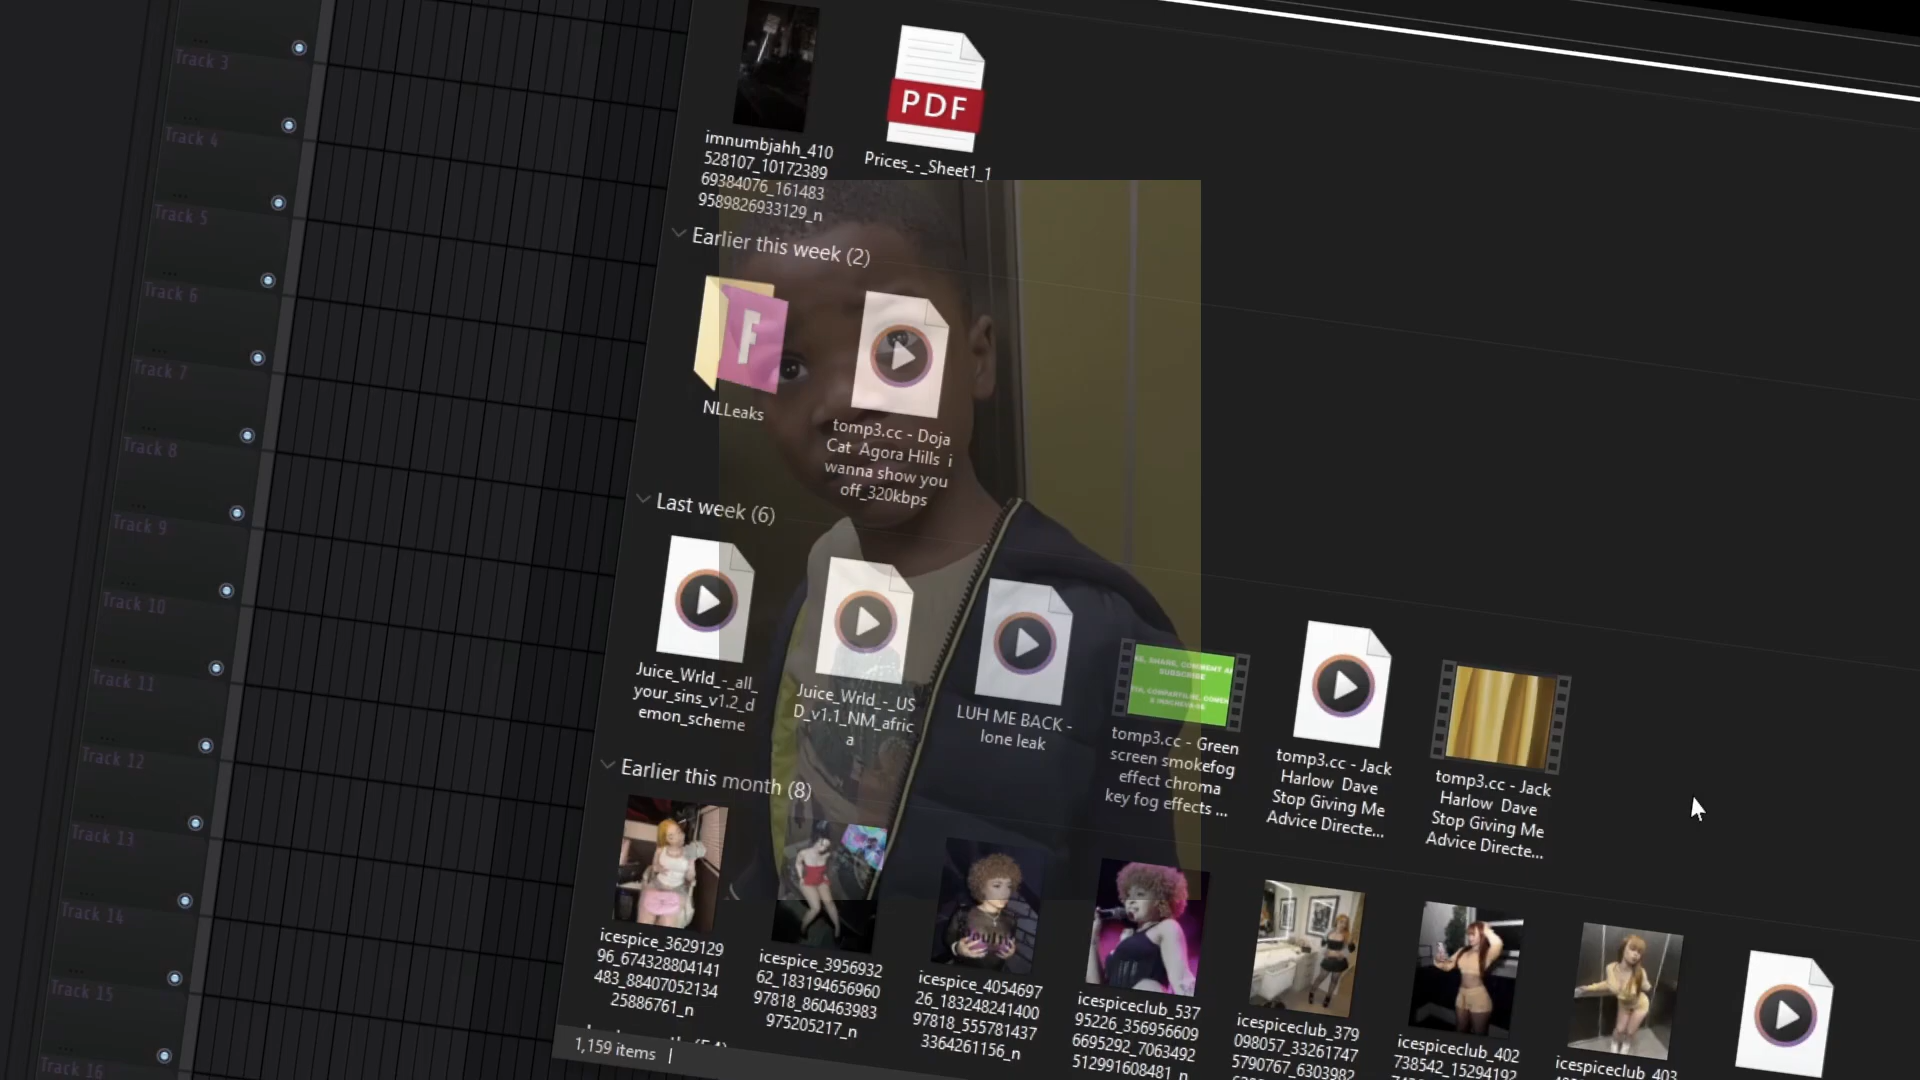 Track 3
Track 4
Track 5
Track 6
Track 7
Track 8
Track 9
Track 10
Track 11
Track 12
Track 13
Track 14
Track 15
Track 16
PDF
imnumbjahh_410
528107_10172389
69384076_161483
9589826933129_n
Prices_-_Sheet1_1
Earlier this week (2)
F
NLLeaks
tomp3.cc - Doja
Cat Agora Hills i
wanna show you
off_320kbps
Last week (6)
Juice_Wrld_-_all_
your_sins_v1.2_d
emon_scheme
Juice_Wrld_-_US
D_v1.1_NM_afric
a
LUH ME BACK -
lone leak
KE, SHARE, COMMENT A
SUBSCRIBE
tomp3.cc - Green
screen smokefog
effect chroma
key fog effects ...
tomp3.cc - Jack
Harlow Dave
Stop Giving Me
Advice Directe...
tomp3.cc - Jack
Harlow Dave
Stop Giving Me
Advice Directe...
Earlier this month (8)
icespice_3629129
96_674328804141
483_88407052134
25886761_n
icespice_3956932
62_183194656960
97818_860463983
975205217_n
icespice_4054697
26_183248241400
97818_555781437
3364261156_n
icespiceclub_537
95226_356956609
6695292_7063492
512991608481_n
icespiceclub_379
098057_33261747
5790767_6303982
icespiceclub_402
738542_15294192
icespiceclub_403
1,159 items